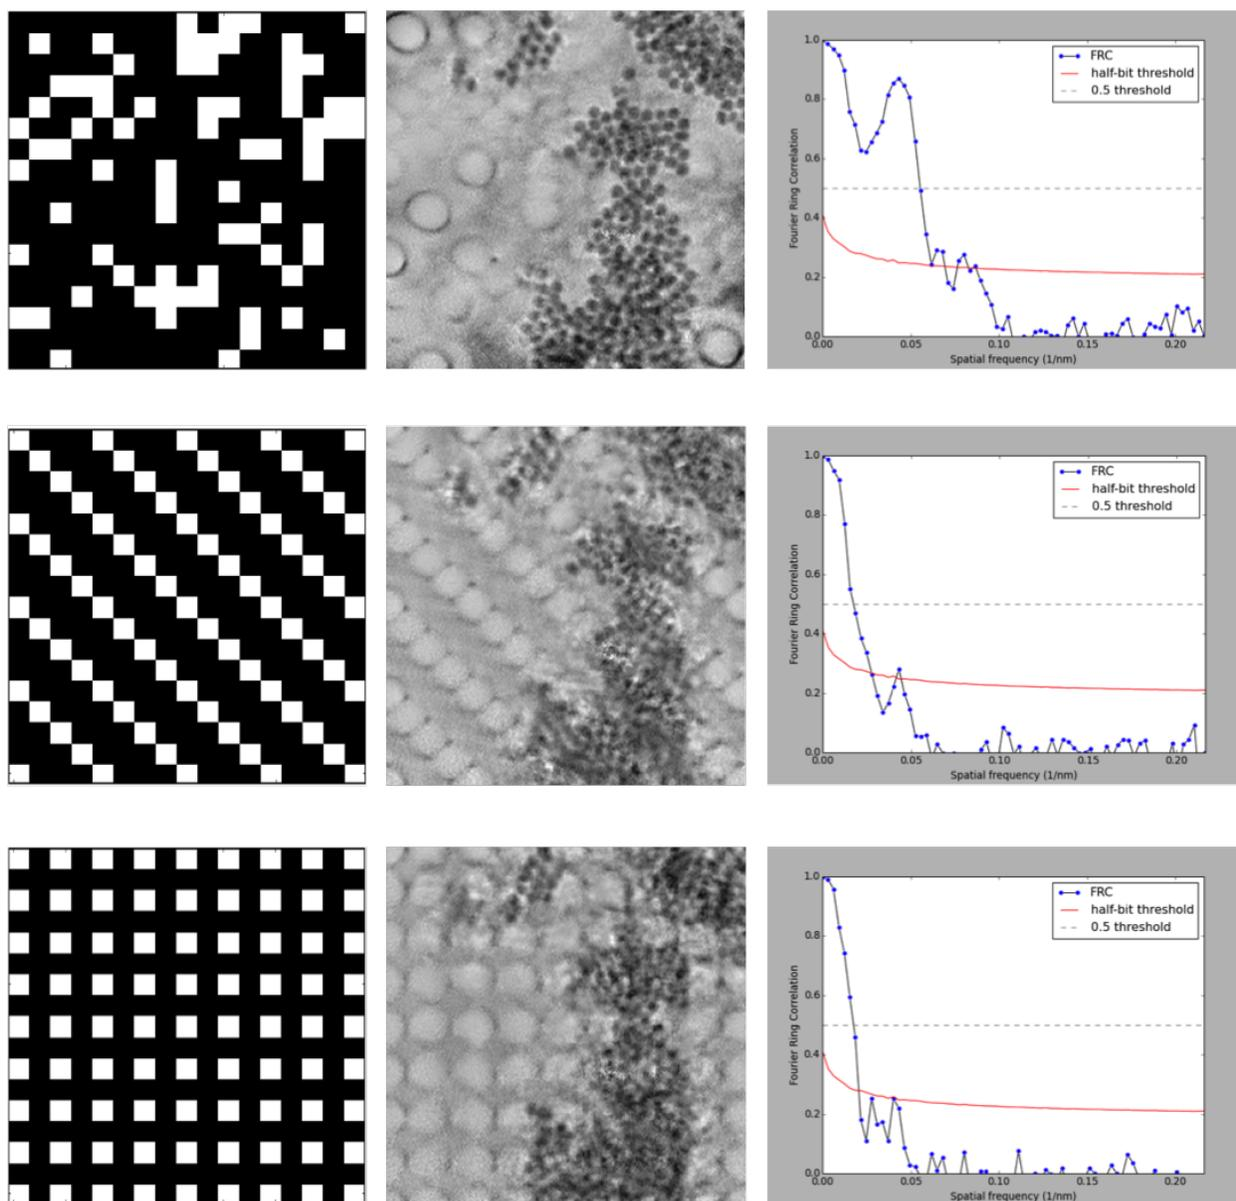 1.0
0.8
0.6
0.4
0.2
0.0
Fourier Ring Correlation
FRC
half-bit threshold
0.5 threshold
0.00 0.05 0.10 0.15 0.20
Spatial frequency (1/nm)
1.0
0.8
0.6
0.4
0.2
0.0
Fourier Ring Correlation
FRC
half-bit threshold
0.5 threshold
0.00 0.05 0.10 0.15 0.20
Spatial frequency (1/nm)
1.0
0.8
0.6
0.4
0.2
0.0
Fourier Ring Correlation
FRC
half-bit threshold
0.5 threshold
0.00 0.05 0.10 0.15 0.20
Spatial frequency (1/nm)